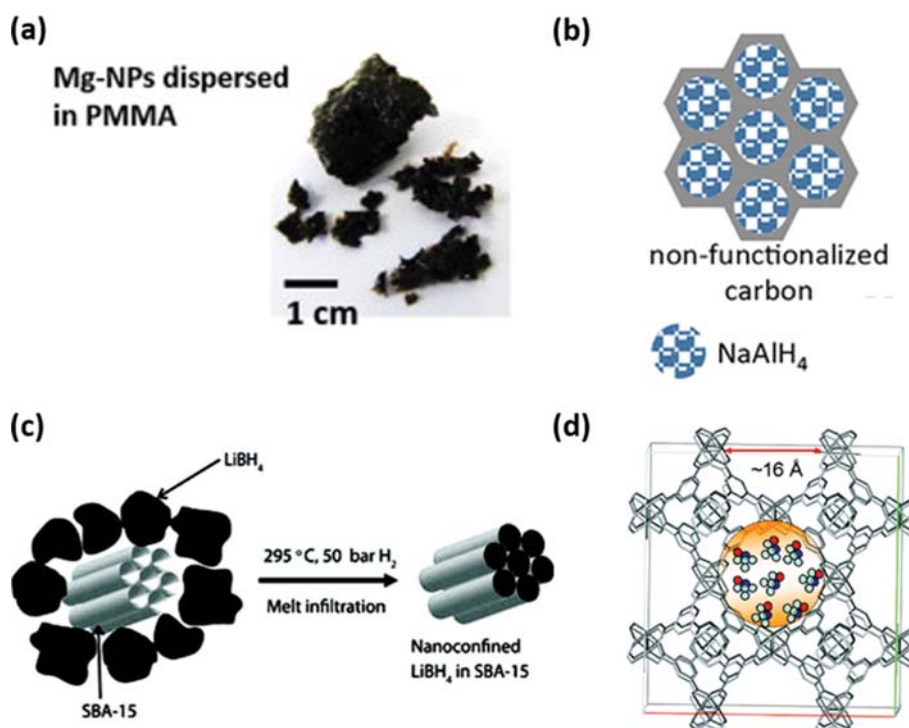 (a)
Mg-NPs dispersed
in PMMA
1 cm
(b)
non-functionalized
carbon
NaAlH₄
(c)
LiBH₄
295 °C, 50 bar H₂
Melt infiltration
SBA-15
Nanoconfined
LiBH₄ in SBA-15
(d)
~16 Å